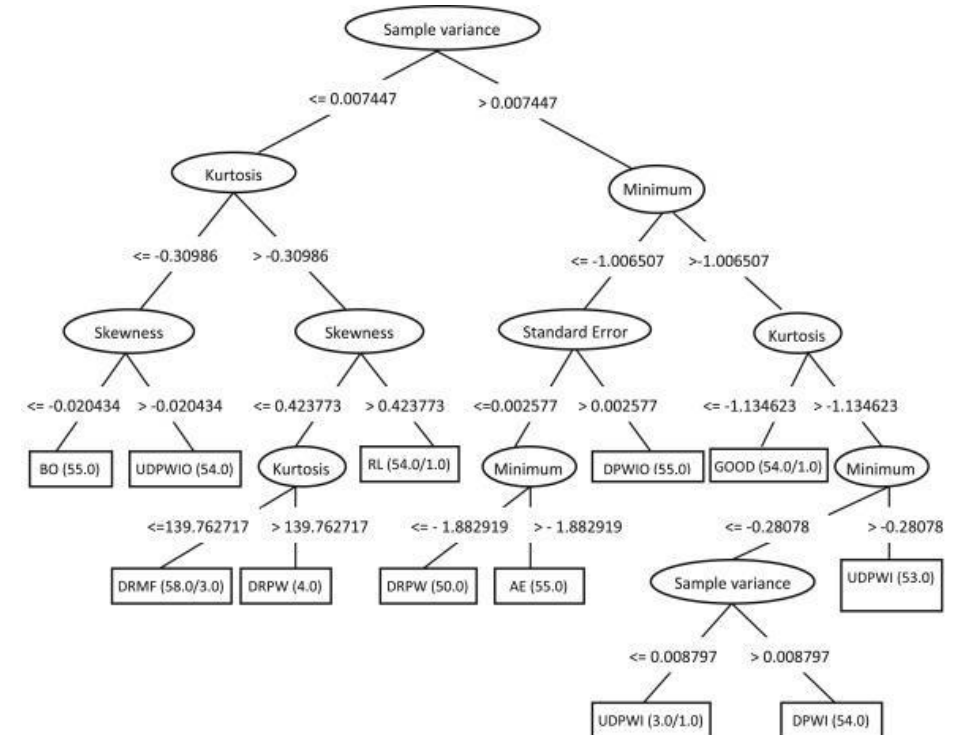 Sample variance
<= 0.007447
> 0.007447
Kurtosis
Minimum
<= -0.30986
> -0.30986
<= -1.006507
>-1.006507
Skewness
Skewness
Standard Error
Kurtosis
<= -0.020434
> -0.020434
<= 0.423773
> 0.423773
<=0.002577
> 0.002577
<= -1.134623
> -1.134623
BO (55.0)
UDPWIO (54.0)
Kurtosis
RL (54.0/1.0)
Minimum
DPWIO (55.0)
GOOD (54.0/1.0)
Minimum
<=139.762717
> 139.762717
<= - 1.882919
> - 1.882919
<= -0.28078
> -0.28078
DRMF (58.0/3.0)
DRPW (4.0)
DRPW (50.0)
AE (55.0)
Sample variance
UDPWI (53.0)
<= 0.008797
> 0.008797
UDPWI (3.0/1.0)
DPWI (54.0)